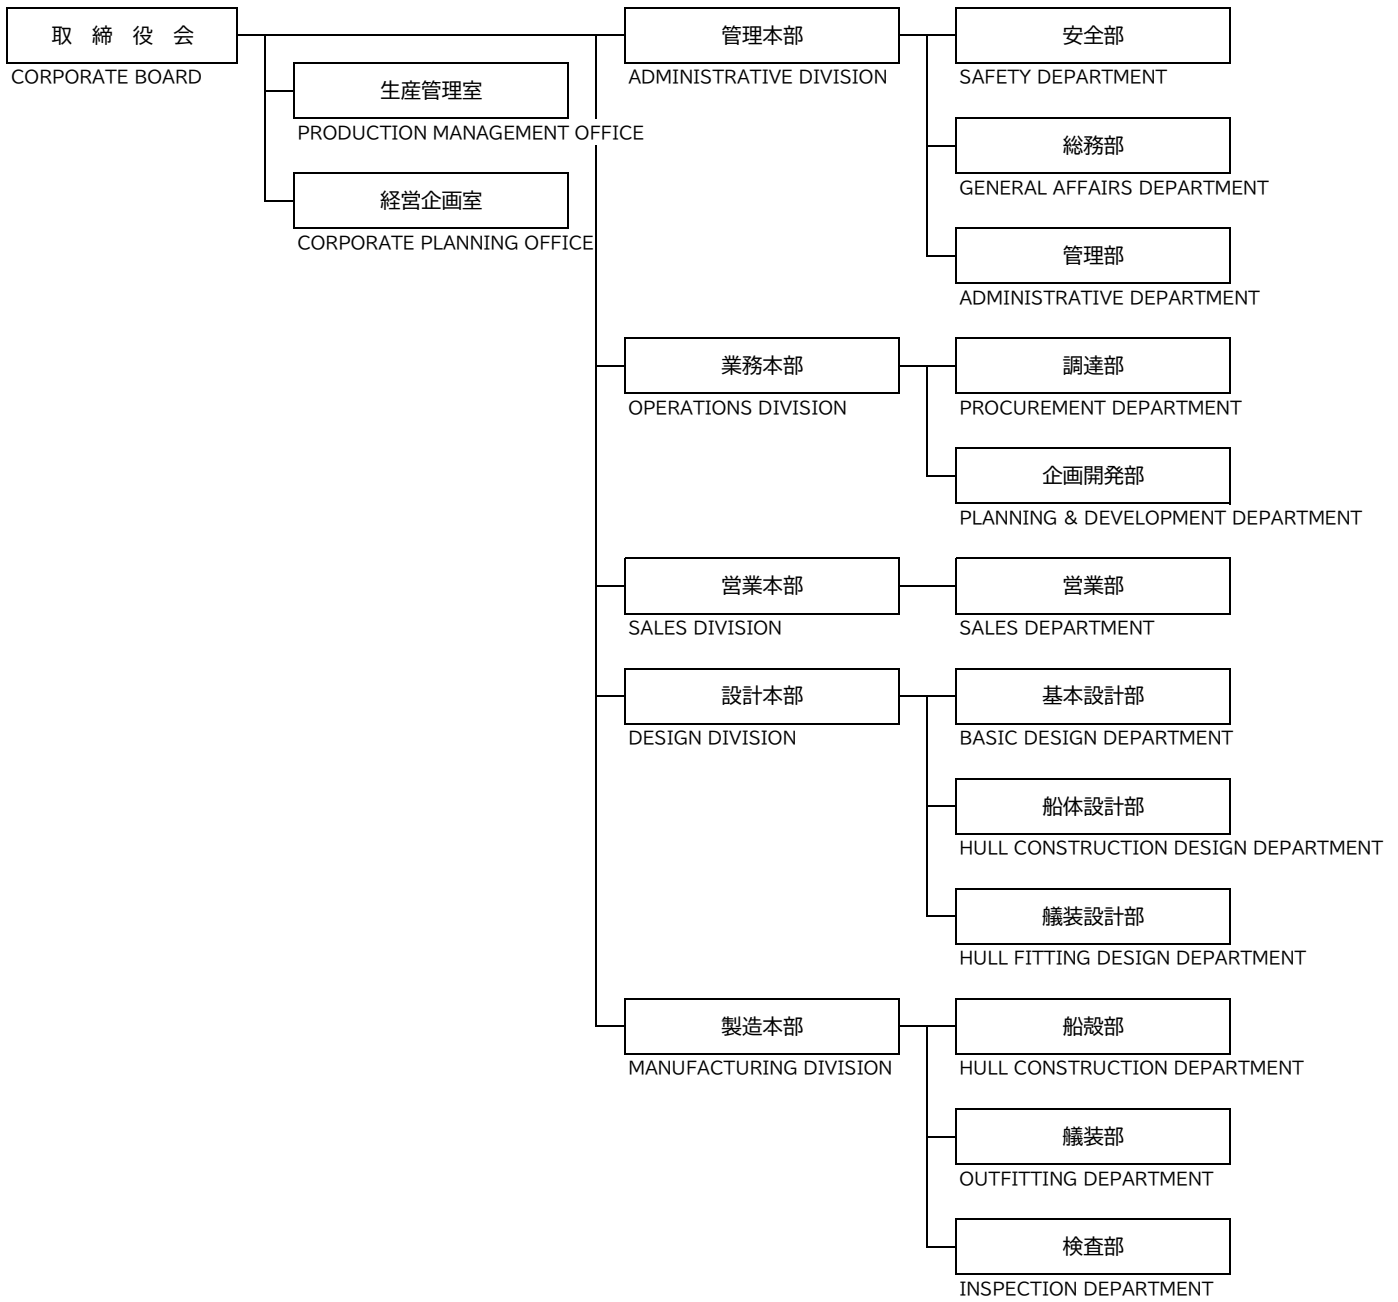 取 締 役 会
CORPORATE BOARD
生産管理室
PRODUCTION MANAGEMENT OFFICE
経営企画室
CORPORATE PLANNING OFFICE
管理本部
ADMINISTRATIVE DIVISION
安全部
SAFETY DEPARTMENT
総務部
GENERAL AFFAIRS DEPARTMENT
管理部
ADMINISTRATIVE DEPARTMENT
業務本部
OPERATIONS DIVISION
調達部
PROCUREMENT DEPARTMENT
企画開発部
PLANNING & DEVELOPMENT DEPARTMENT
営業本部
SALES DIVISION
営業部
SALES DEPARTMENT
設計本部
DESIGN DIVISION
基本設計部
BASIC DESIGN DEPARTMENT
船体設計部
HULL CONSTRUCTION DESIGN DEPARTMENT
艤装設計部
HULL FITTING DESIGN DEPARTMENT
製造本部
MANUFACTURING DIVISION
船殻部
HULL CONSTRUCTION DEPARTMENT
艤装部
OUTFITTING DEPARTMENT
検査部
INSPECTION DEPARTMENT